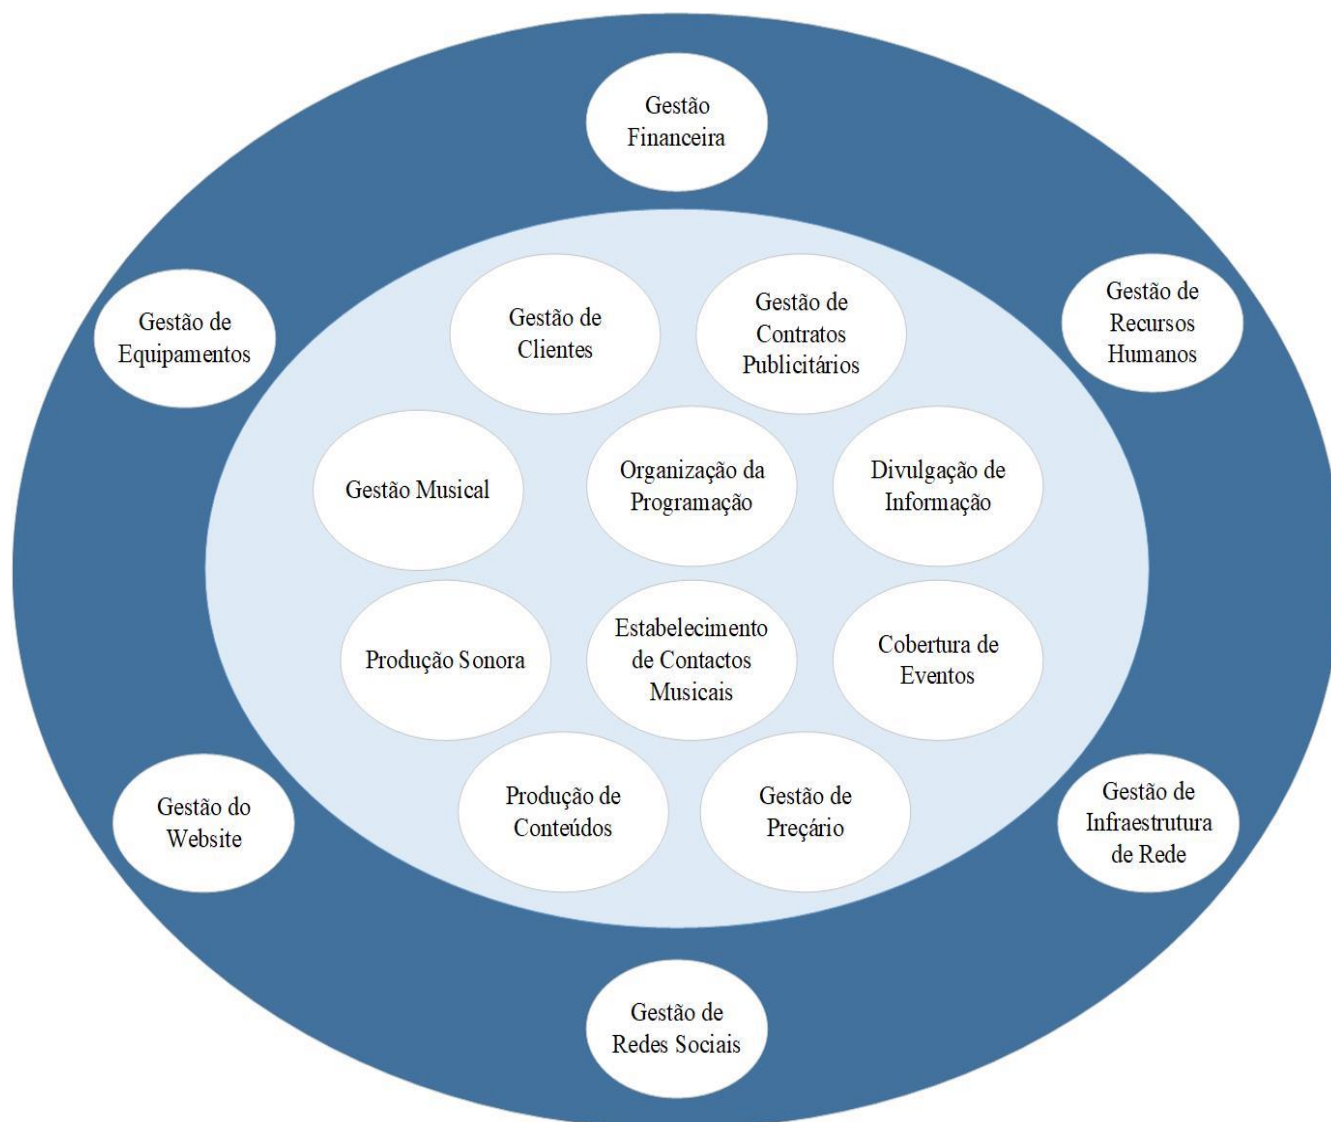 Gestão
Financeira
Gestão de
Equipamentos
Gestão de
Clientes
Gestão de
Contratos
Publicitários
Gestão de
Recursos
Humanos
Gestão Musical
Organização da
Programação
Divulgação de
Informação
Produção Sonora
Estabelecimento
de Contactos
Musicais
Cobertura de
Eventos
Gestão do
Website
Produção de
Conteúdos
Gestão de
Preçário
Gestão de
Infraestrutura
de Rede
Gestão de
Redes Sociais